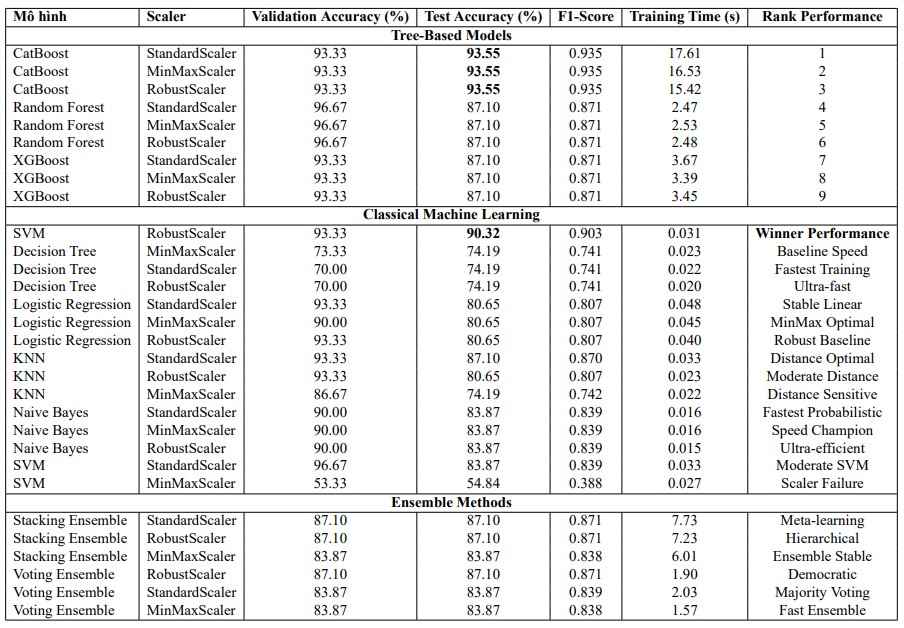 Mô hình Scaler Validation Accuracy (%) Test Accuracy (%) F1-Score Training Time (s) Rank Performance
Tree-Based Models
CatBoost StandardScaler 93.33 93.55 0.935 17.61 1
CatBoost MinMaxScaler 93.33 93.55 0.935 16.53 2
CatBoost RobustScaler 93.33 93.55 0.935 15.42 3
Random Forest StandardScaler 96.67 87.10 0.871 2.47 4
Random Forest MinMaxScaler 96.67 87.10 0.871 2.53 5
Random Forest RobustScaler 96.67 87.10 0.871 2.48 6
XGBoost StandardScaler 93.33 87.10 0.871 3.67 7
XGBoost MinMaxScaler 93.33 87.10 0.871 3.39 8
XGBoost RobustScaler 93.33 87.10 0.871 3.45 9
Classical Machine Learning
SVM RobustScaler 93.33 90.32 0.903 0.031 Winner Performance
Decision Tree MinMaxScaler 73.33 74.19 0.741 0.023 Baseline Speed
Decision Tree StandardScaler 70.00 74.19 0.741 0.022 Fastest Training
Decision Tree RobustScaler 70.00 74.19 0.741 0.020 Ultra-fast
Logistic Regression StandardScaler 93.33 80.65 0.807 0.048 Stable Linear
Logistic Regression MinMaxScaler 90.00 80.65 0.807 0.045 MinMax Optimal
Logistic Regression RobustScaler 93.33 80.65 0.807 0.040 Robust Baseline
KNN StandardScaler 93.33 87.10 0.870 0.033 Distance Optimal
KNN RobustScaler 93.33 80.65 0.807 0.023 Moderate Distance
KNN MinMaxScaler 86.67 74.19 0.742 0.022 Distance Sensitive
Naive Bayes StandardScaler 90.00 83.87 0.839 0.016 Fastest Probabilistic
Naive Bayes MinMaxScaler 90.00 83.87 0.839 0.016 Speed Champion
Naive Bayes RobustScaler 90.00 83.87 0.839 0.015 Ultra-efficient
SVM StandardScaler 96.67 83.87 0.839 0.033 Moderate SVM
SVM MinMaxScaler 53.33 54.84 0.388 0.027 Scaler Failure
Ensemble Methods
Stacking Ensemble StandardScaler 87.10 87.10 0.871 7.73 Meta-learning
Stacking Ensemble RobustScaler 87.10 87.10 0.871 7.23 Hierarchical
Stacking Ensemble MinMaxScaler 83.87 83.87 0.838 6.01 Ensemble Stable
Voting Ensemble RobustScaler 87.10 87.10 0.871 1.90 Democratic
Voting Ensemble StandardScaler 83.87 83.87 0.839 2.03 Majority Voting
Voting Ensemble MinMaxScaler 83.87 83.87 0.838 1.57 Fast Ensemble